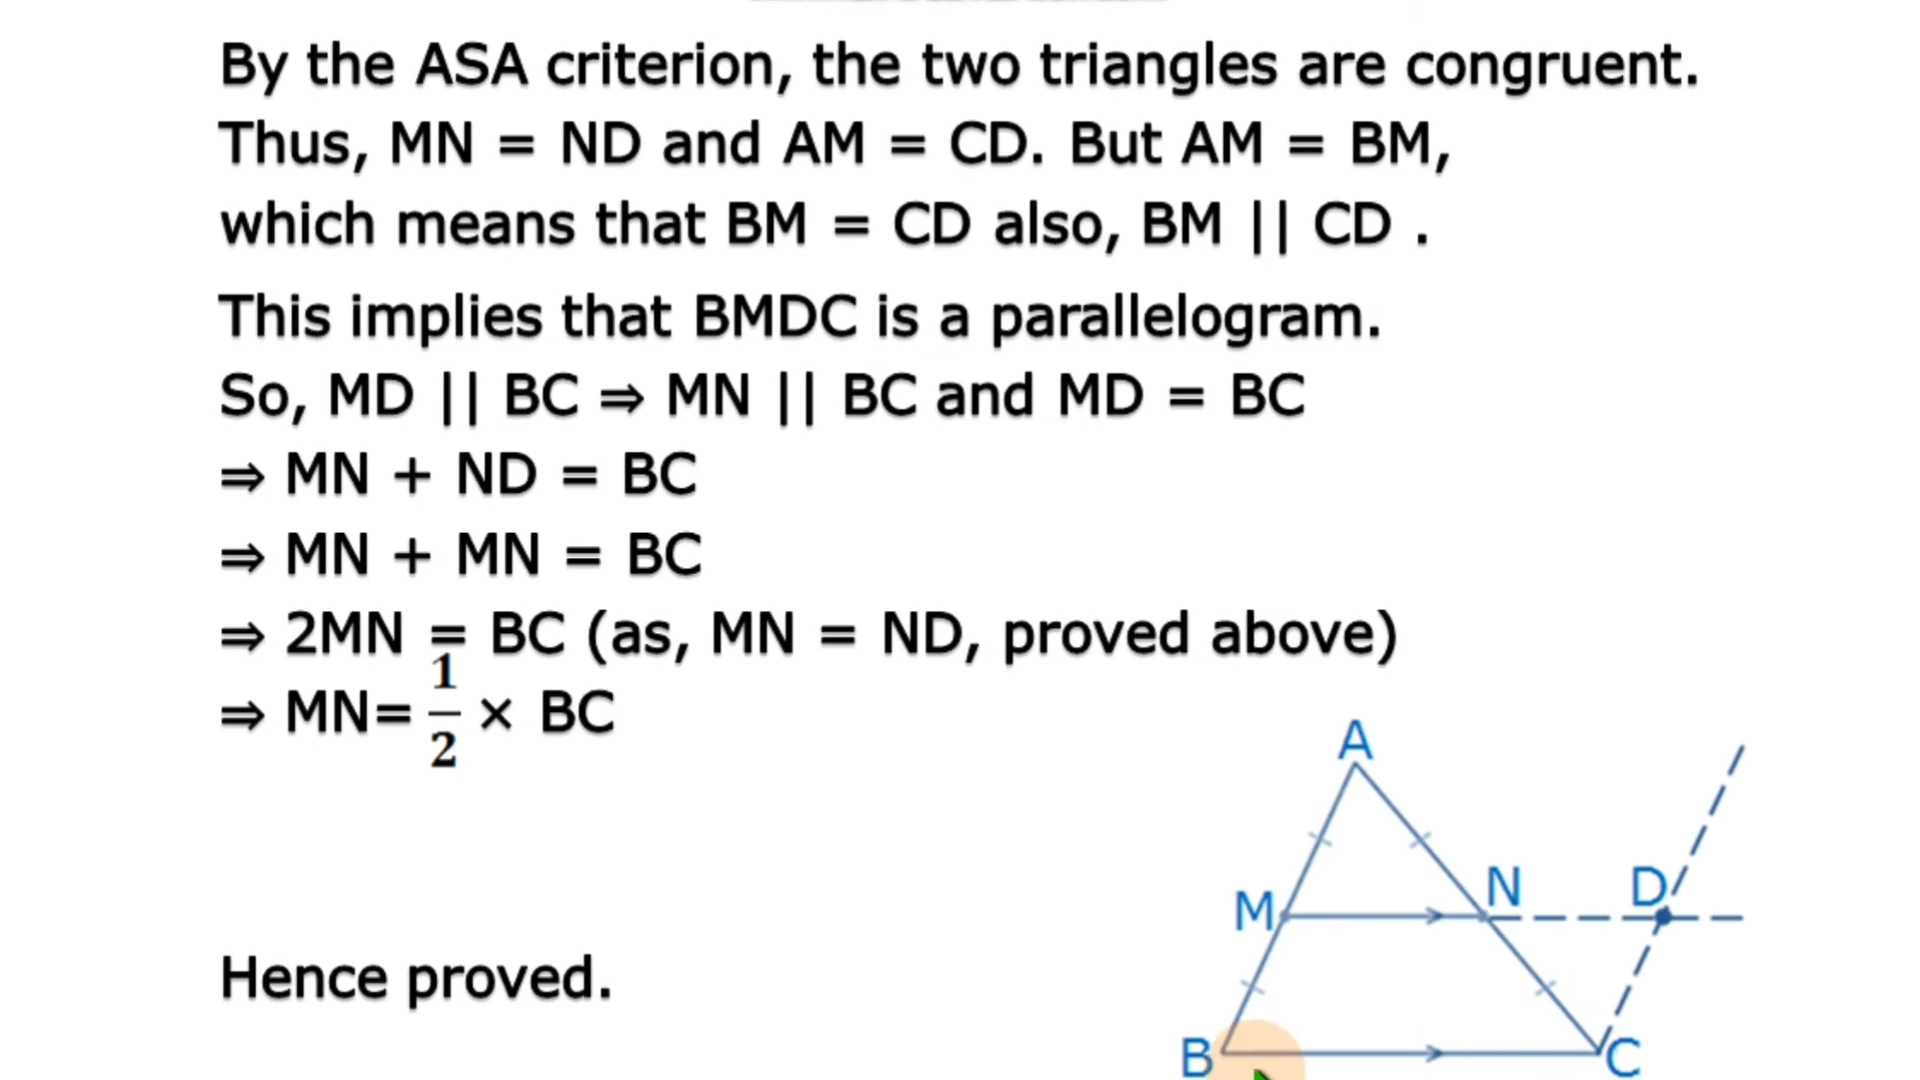 By the ASA criterion, the two triangles are congruent.
Thus, MN = ND and AM = CD. But AM = BM,
which means that BM = CD also, BM || CD .
This implies that BMDC is a parallelogram.
So, MD || BC ⇒ MN || BC and MD = BC
⇒ MN + ND = BC
⇒ MN + MN = BC
⇒ 2MN = BC (as, MN = ND, proved above)
⇒ MN= 1/2 × BC
Hence proved.
A
M
N
D
B
C